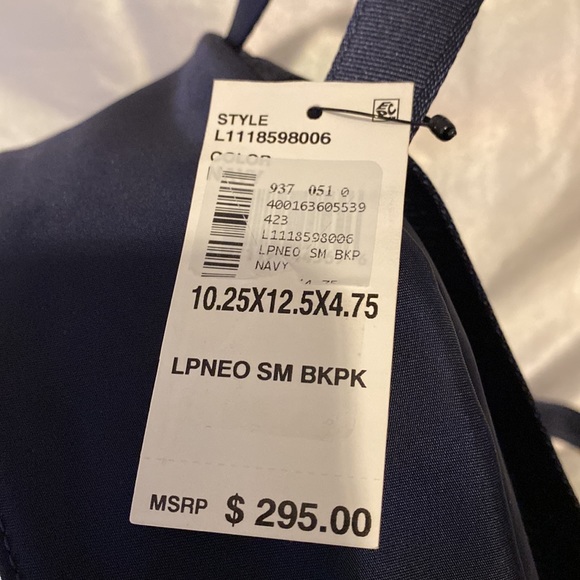 STYLE
L1118598006
COLOR
937 051 0
400163605539
423
L1118598006
LPNEO SM BKP
NAVY
10.25X12.5X4.75
LPNEO SM BKPK
MSRP $ 295.00